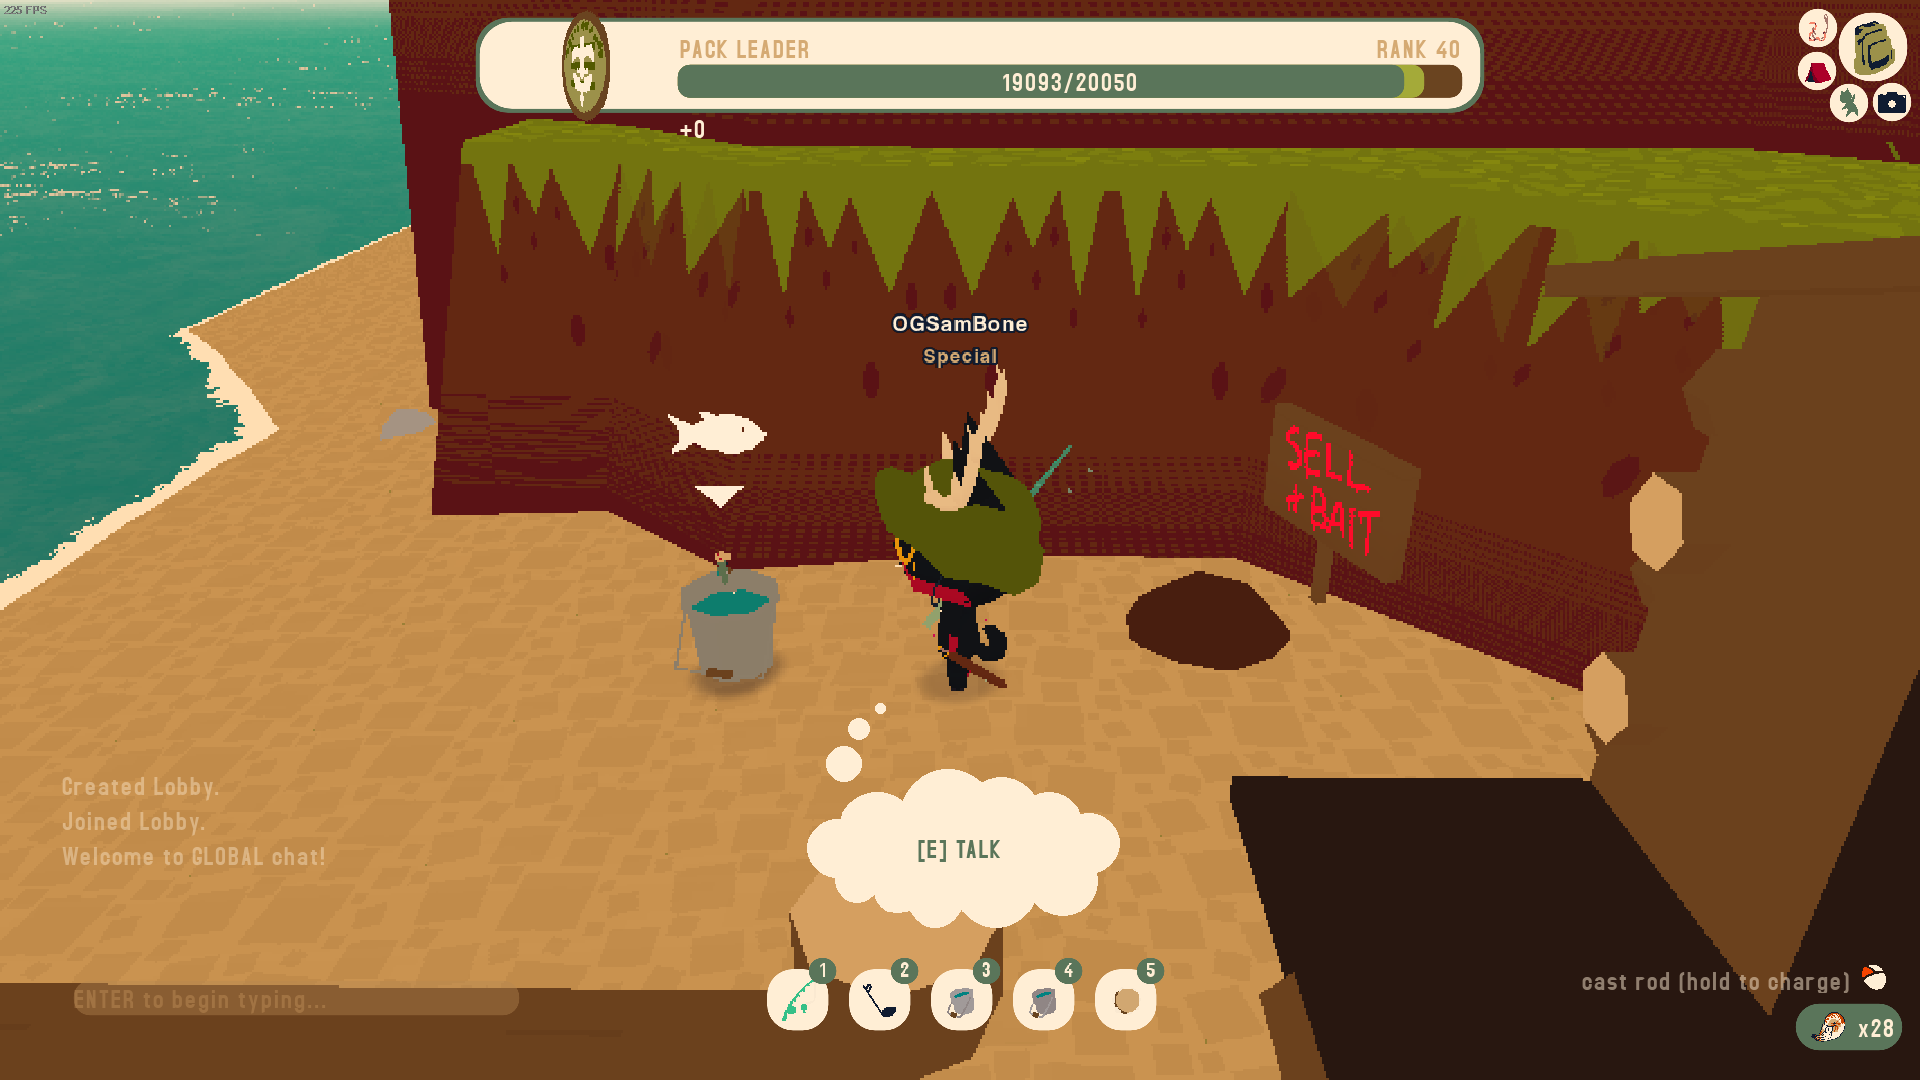 225 FPS
PACK LEADER
RANK 40
19093/20050
+0
OGSamBone
Special
SELL
+ BAIT
Created Lobby.
Joined Lobby.
Welcome to GLOBAL chat!
[E] TALK
ENTER to begin typing...
1
2
3
4
5
cast rod (hold to charge)
x28